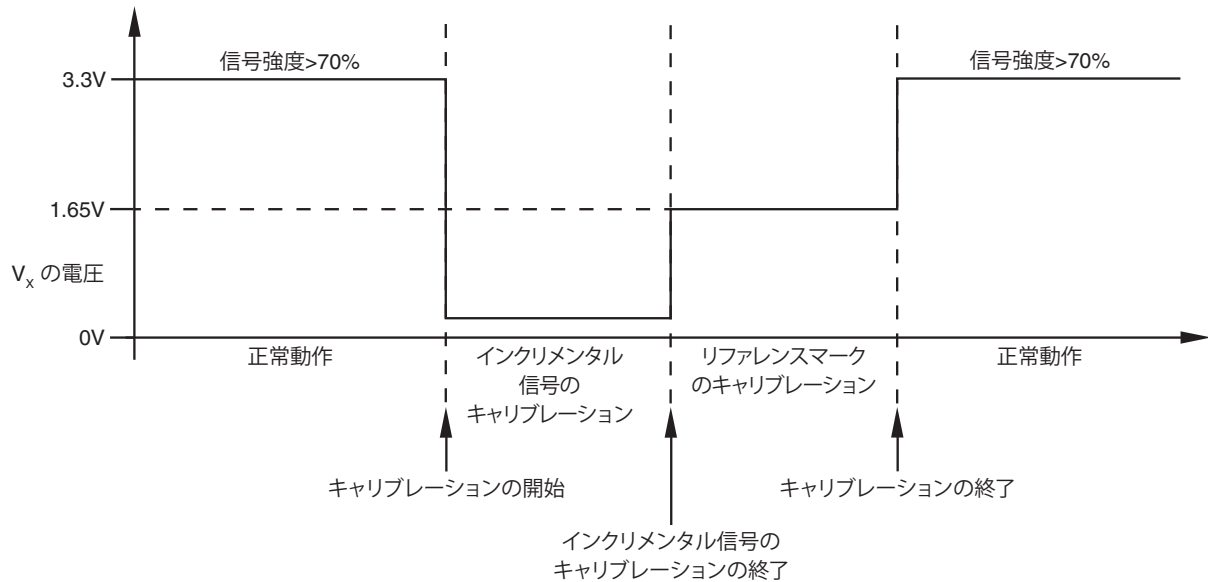 信号強度>70%
信号強度>70%
3.3V
1.65V
Vx の電圧
0V
正常動作
インクリメンタル
信号の
キャリブレーション
リファレンスマーク
のキャリブレーション
正常動作
キャリブレーションの開始
キャリブレーションの終了
インクリメンタル信号の
キャリブレーションの終了